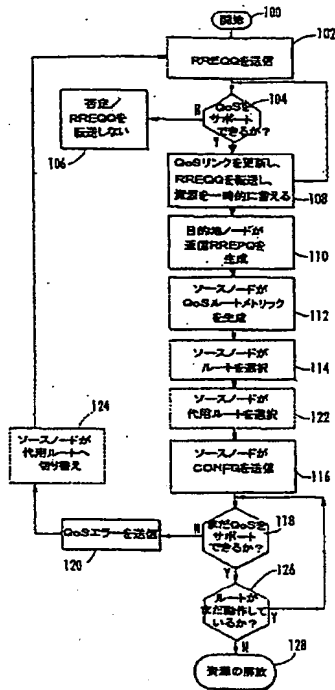 開始
100
102
RREQQを送信
QoSを
サポート
できるか?
104
N
Y
否定/
RREQQを
転送しない
106
QoSリンクを更新し、
RREQQを転送し、
資源を一時的に蓄える
108
目的地ノードが
返信RREPQを
生成
110
ソースノードが
QoSルートメトリック
を生成
112
ソースノードが
ルートを選択
114
ソースノードが
代用ルートを選択
122
ソースノードが
CONFQを送信
116
124
ソースノードが
代用ルートへ
切り替え
まだQoSを
サポート
できるか?
118
N
Y
QoSエラーを送信
120
ルートが
まだ動作して
いるか?
126
Y
N
資源の解放
128